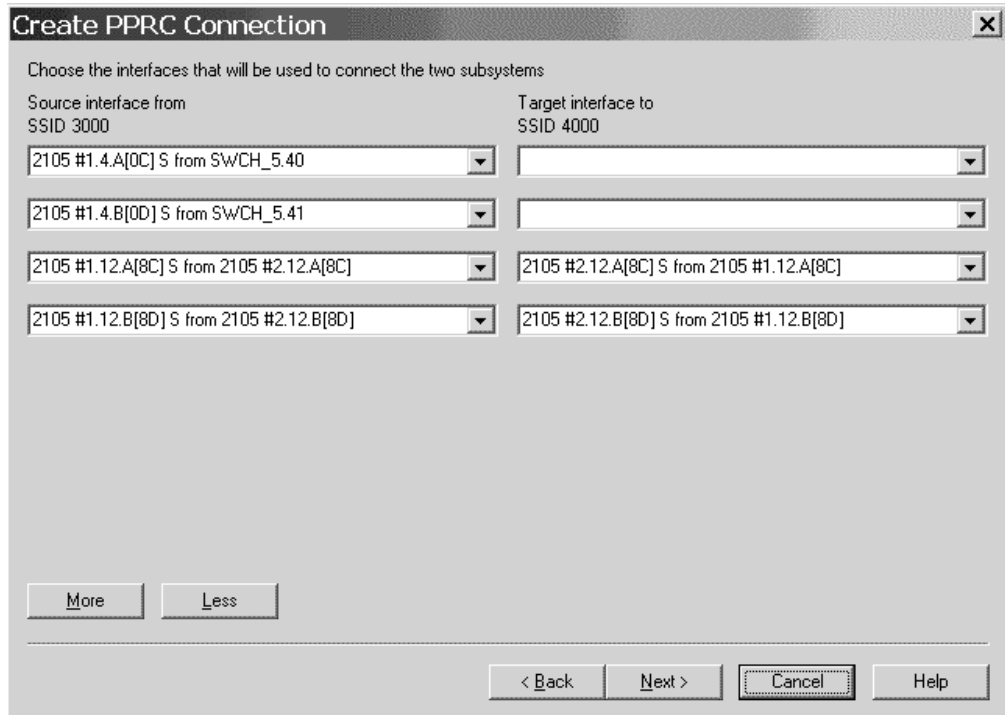 Create PPRC Connection
Choose the interfaces that will be used to connect the two subsystems
Source interface from
SSID 3000
Target interface to
SSID 4000
2105 #1.4.A[0C] S from SWCH_5.40
2105 #1.4.B[0D] S from SWCH_5.41
2105 #1.12.A[8C] S from 2105 #2.12.A[8C]
2105 #2.12.A[8C] S from 2105 #1.12.A[8C]
2105 #1.12.B[8D] S from 2105 #2.12.B[8D]
2105 #2.12.B[8D] S from 2105 #1.12.B[8D]
More
Less
< Back
Next >
Cancel
Help